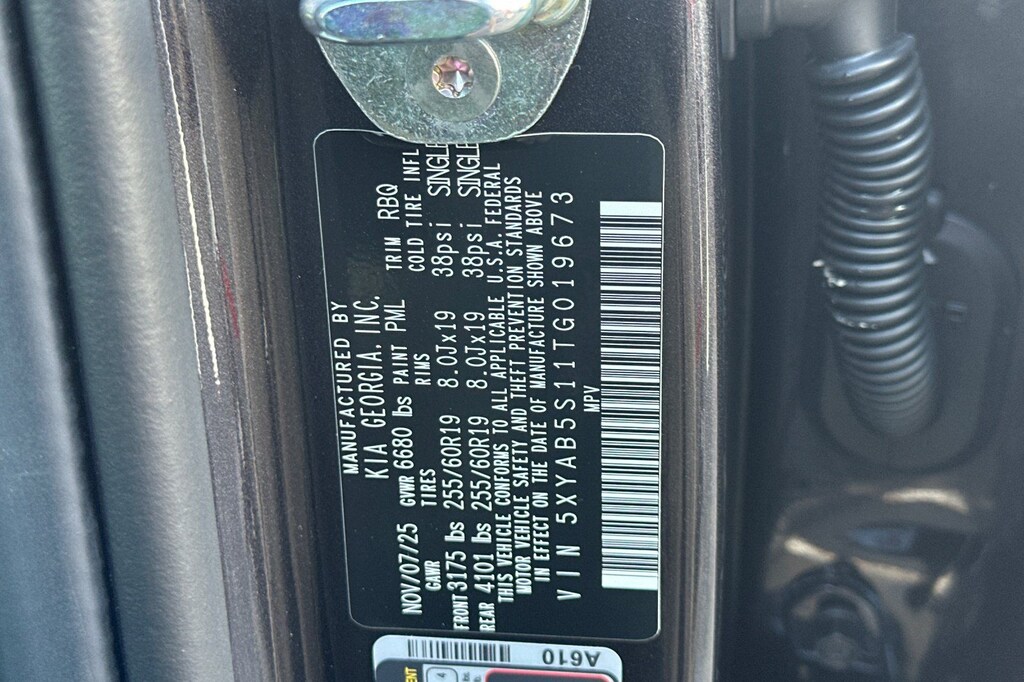 MANUFACTURED BY
KIA GEORGIA, INC.
NOV/07/25 GVWR 6680 lbs PAINT PML TRIM RBQ
GAWR TIRES RIMS COLD TIRE INFL
FRONT 3175 lbs 255/60R19 8.0Jx19 38psi SINGLE
REAR 4101 lbs 255/60R19 8.0Jx19 38psi SINGLE
THIS VEHICLE CONFORMS TO ALL APPLICABLE U.S.A. FEDERAL
MOTOR VEHICLE SAFETY AND THEFT PREVENTION STANDARDS
IN EFFECT ON THE DATE OF MANUFACTURE SHOWN ABOVE
VIN 5XYAB5S11TG019673
MPV
A610
4